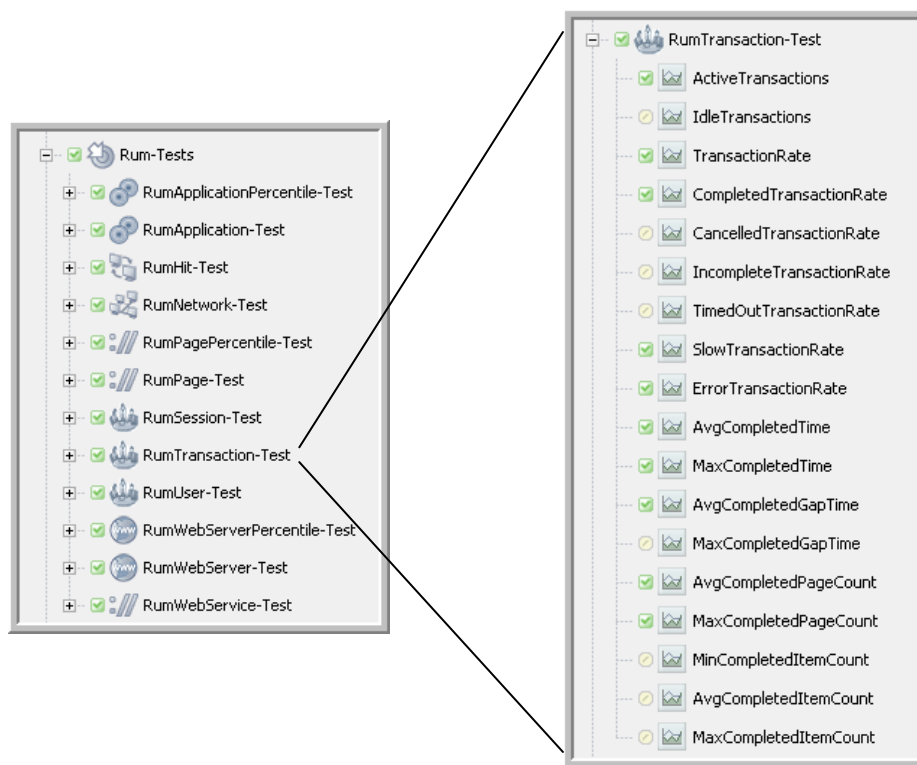 Rum-Tests
RumApplicationPercentile-Test
RumApplication-Test
RumHit-Test
RumNetwork-Test
RumPagePercentile-Test
RumPage-Test
RumSession-Test
RumTransaction-Test
RumUser-Test
RumWebServerPercentile-Test
RumWebServer-Test
RumWebService-Test
RumTransaction-Test
ActiveTransactions
IdleTransactions
TransactionRate
CompletedTransactionRate
CancelledTransactionRate
IncompleteTransactionRate
TimedOutTransactionRate
SlowTransactionRate
ErrorTransactionRate
AvgCompletedTime
MaxCompletedTime
AvgCompletedGapTime
MaxCompletedGapTime
AvgCompletedPageCount
MaxCompletedPageCount
MinCompletedItemCount
AvgCompletedItemCount
MaxCompletedItemCount